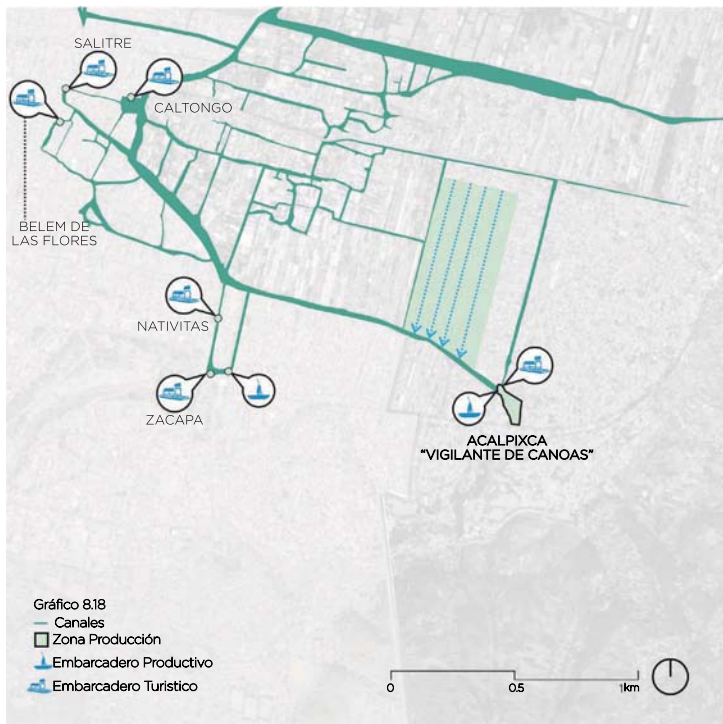 SALITRE
CALTONGO
BELEM DE
LAS FLORES
NATIVITAS
ZACAPA
ACALPIXCA
“VIGILANTE DE CANOAS”
Gráfico 8.18
Canales
Zona Producción
Embarcadero Productivo
Embarcadero Turistico
0
0.5
1km